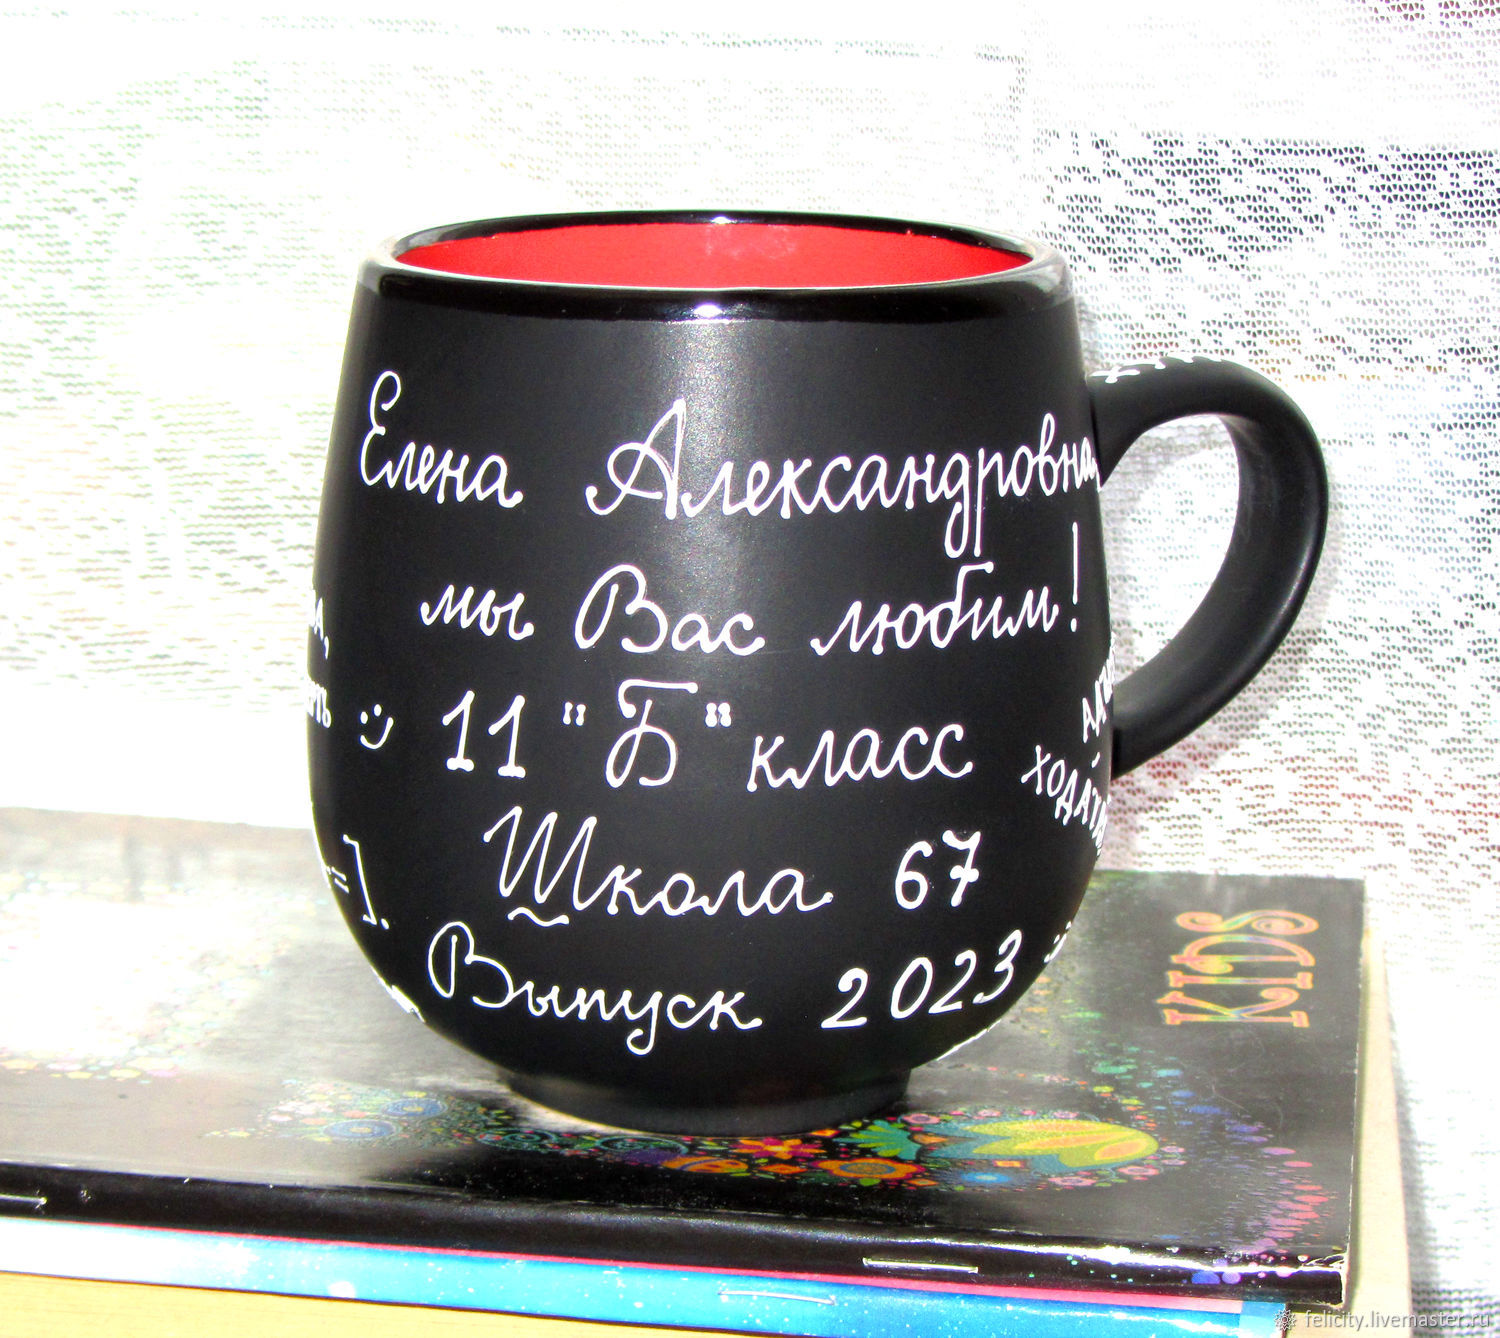 Елена Александровна,
мы Вас любим!
11 "Б" класс
Школа 67
Выпуск 2023
=].
KIDS
felicity.livemaster.ru